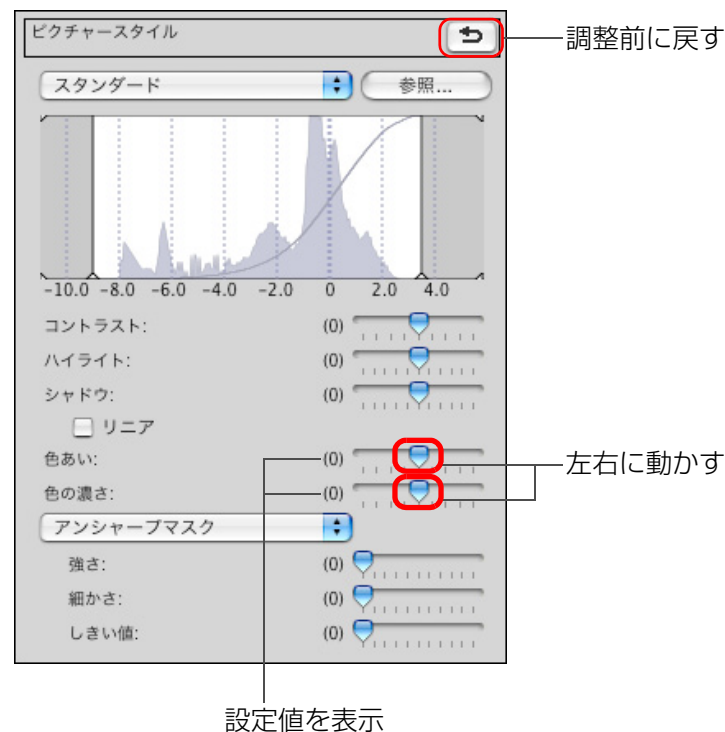 ピクチャースタイル
調整前に戻す
スタンダード 参照...
-10.0 -8.0 -6.0 -4.0 -2.0 0 2.0 4.0
コントラスト: (0)
ハイライト: (0)
シャドウ: (0)
リニア
色あい: (0)
左右に動かす
色の濃さ: (0)
アンシャープマスク
強さ: (0)
細かさ: (0)
しきい値: (0)
設定値を表示